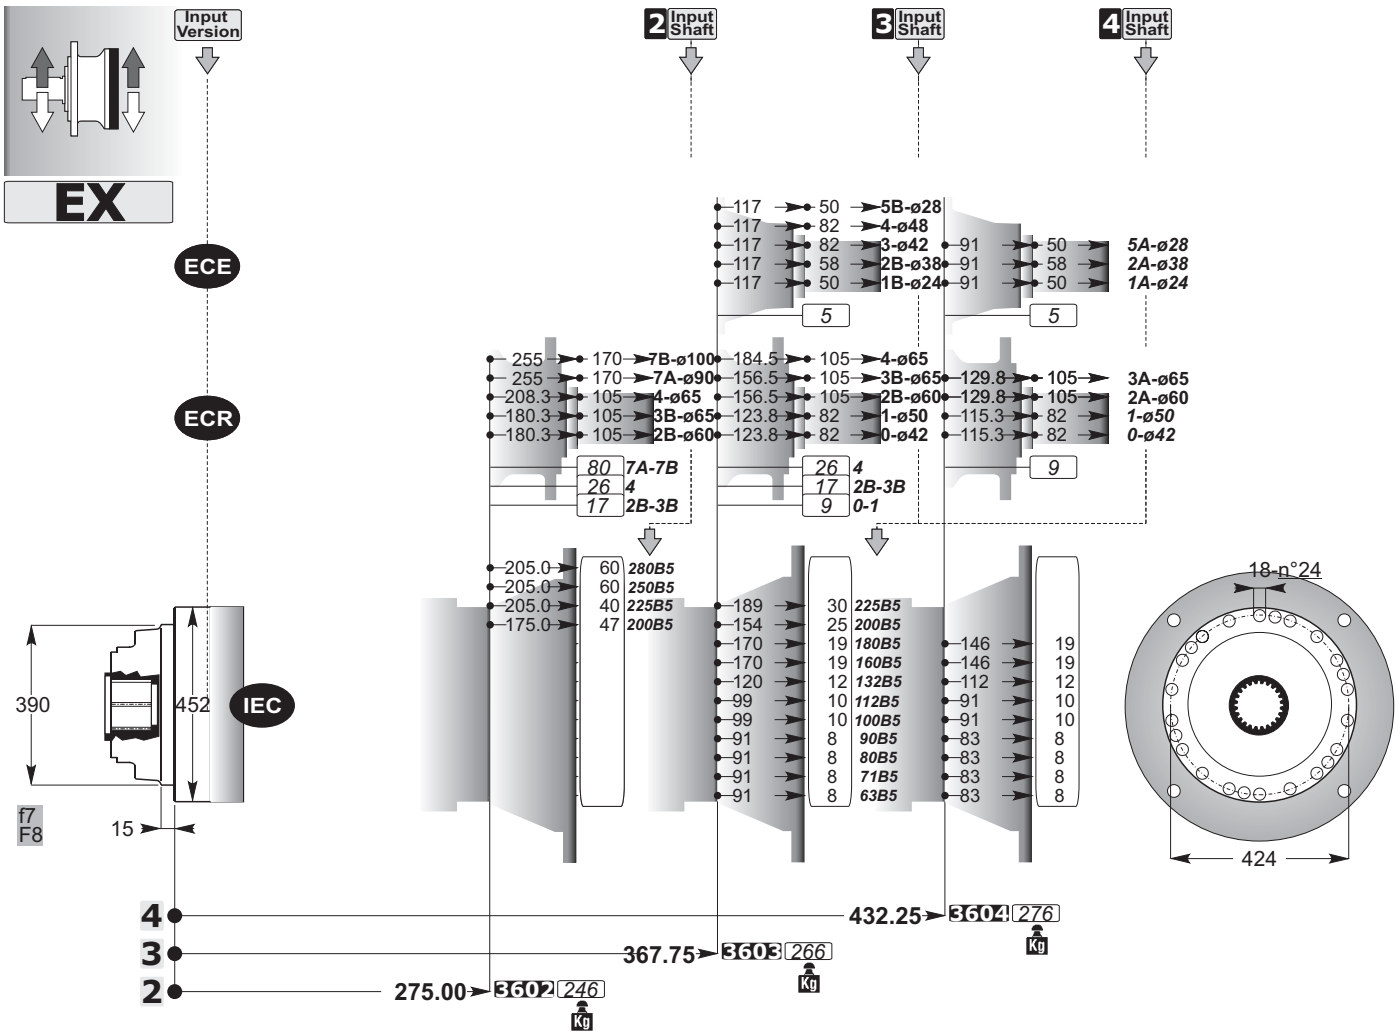 Input Version
2 Input Shaft
3 Input Shaft
4 Input Shaft
EX
ECE
117 50 5B-ø28
117 82 4-ø48
117 82 3-ø42 91 50 5A-ø28
117 58 2B-ø38 91 58 2A-ø38
117 50 1B-ø24 91 50 1A-ø24
5 5
ECR
255 170 7B-ø100 184.5 105 4-ø65
255 170 7A-ø90 156.5 105 3B-ø65 129.8 105 3A-ø65
208.3 105 4-ø65 156.5 105 2B-ø60 129.8 105 2A-ø60
180.3 105 3B-ø65 123.8 82 1-ø50 115.3 82 1-ø50
180.3 105 2B-ø60 123.8 82 0-ø42 115.3 82 0-ø42
80 7A-7B 26 4 9
26 4 17 2B-3B
17 2B-3B 9 0-1
205.0 60 280B5
205.0 60 250B5
205.0 40 225B5 189 30 225B5
175.0 47 200B5 154 25 200B5
170 19 180B5 146 19
170 19 160B5 146 19
120 12 132B5 112 12
99 10 112B5 91 10
99 10 100B5 91 10
91 8 90B5 83 8
91 8 80B5 83 8
91 8 71B5 83 8
91 8 63B5 83 8
18-n°24
390
452
IEC
f7
F8
15
424
4 432.25 3604 276
Kg
3 367.75 3603 266
Kg
2 275.00 3602 246
Kg